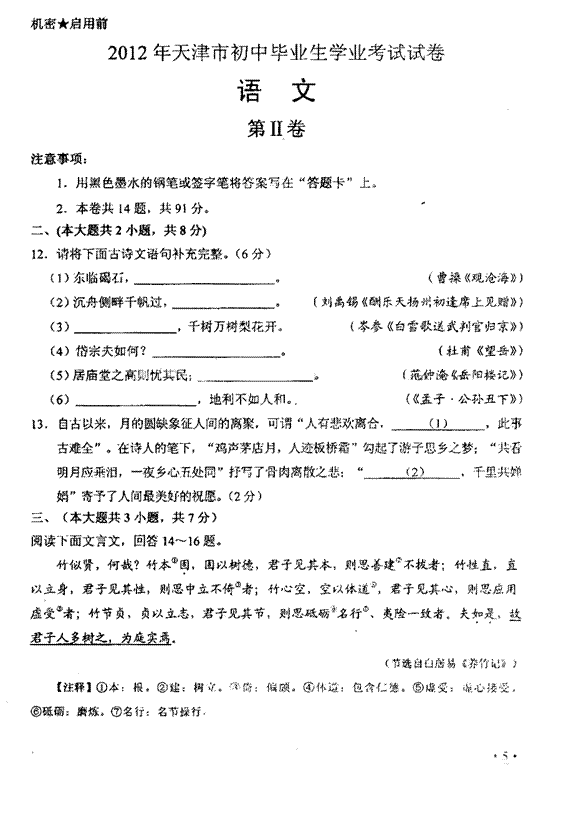 机密★启用前
2012 年天津市初中毕业生学业考试试卷
语 文
第Ⅱ卷
注意事项:
1. 用黑色墨水的钢笔或签字笔将答案写在“答题卡”上。
2. 本卷共 14 题，共 91 分。
二、(本大题共 2 小题，共 8 分)
12. 请将下面古诗文语句补充完整。(6 分)
(1) 东临碣石, ____________。 (曹操《观沧海》)
(2) 沉舟侧畔千帆过, ____________。 (刘禹锡《酬乐天扬州初逢席上见赠》)
(3) ____________, 千树万树梨花开。 (岑参《白雪歌送武判官归京》)
(4) 岱宗夫如何? ____________。 (杜甫《望岳》)
(5) 居庙堂之高则忧其民; ____________。 (范仲淹《岳阳楼记》)
(6) ____________, 地利不如人和。 (《孟子·公孙丑下》)
13. 自古以来，月的圆缺象征人间的离聚，可谓“人有悲欢离合, (1) ，此事
古难全”。在诗人的笔下，“鸡声茅店月，人迹板桥霜”勾起了游子思乡之梦；“共看
明月应垂泪，一夜乡心五处同”抒写了骨肉离散之悲；“ (2) ，千里共婵
娟”寄予了人间最美好的祝愿。(2 分)
三、(本大题共 3 小题，共 7 分)
阅读下面文言文，回答 14～16 题。
竹似贤，何哉? 竹本①固，固以树德，君子见其本，则思善建②不拔者；竹性直，直
以立身，君子见其性，则思中立不倚③者；竹心空，空以体道④，君子见其心，则思应用
虚受⑤者；竹节贞，贞以立志，君子见其节，则思砥砺⑥名行⑦、夷险一致者。夫如是，故
君子人多树之，为庭实焉。
(节选自白居易《养竹记》)
【注释】①本：根。②建：树立。③倚：偏颇。④体道：包含仁德。⑤虚受：虚心接受。
⑥砥砺：磨炼。⑦名行：名节操行。
· 5 ·